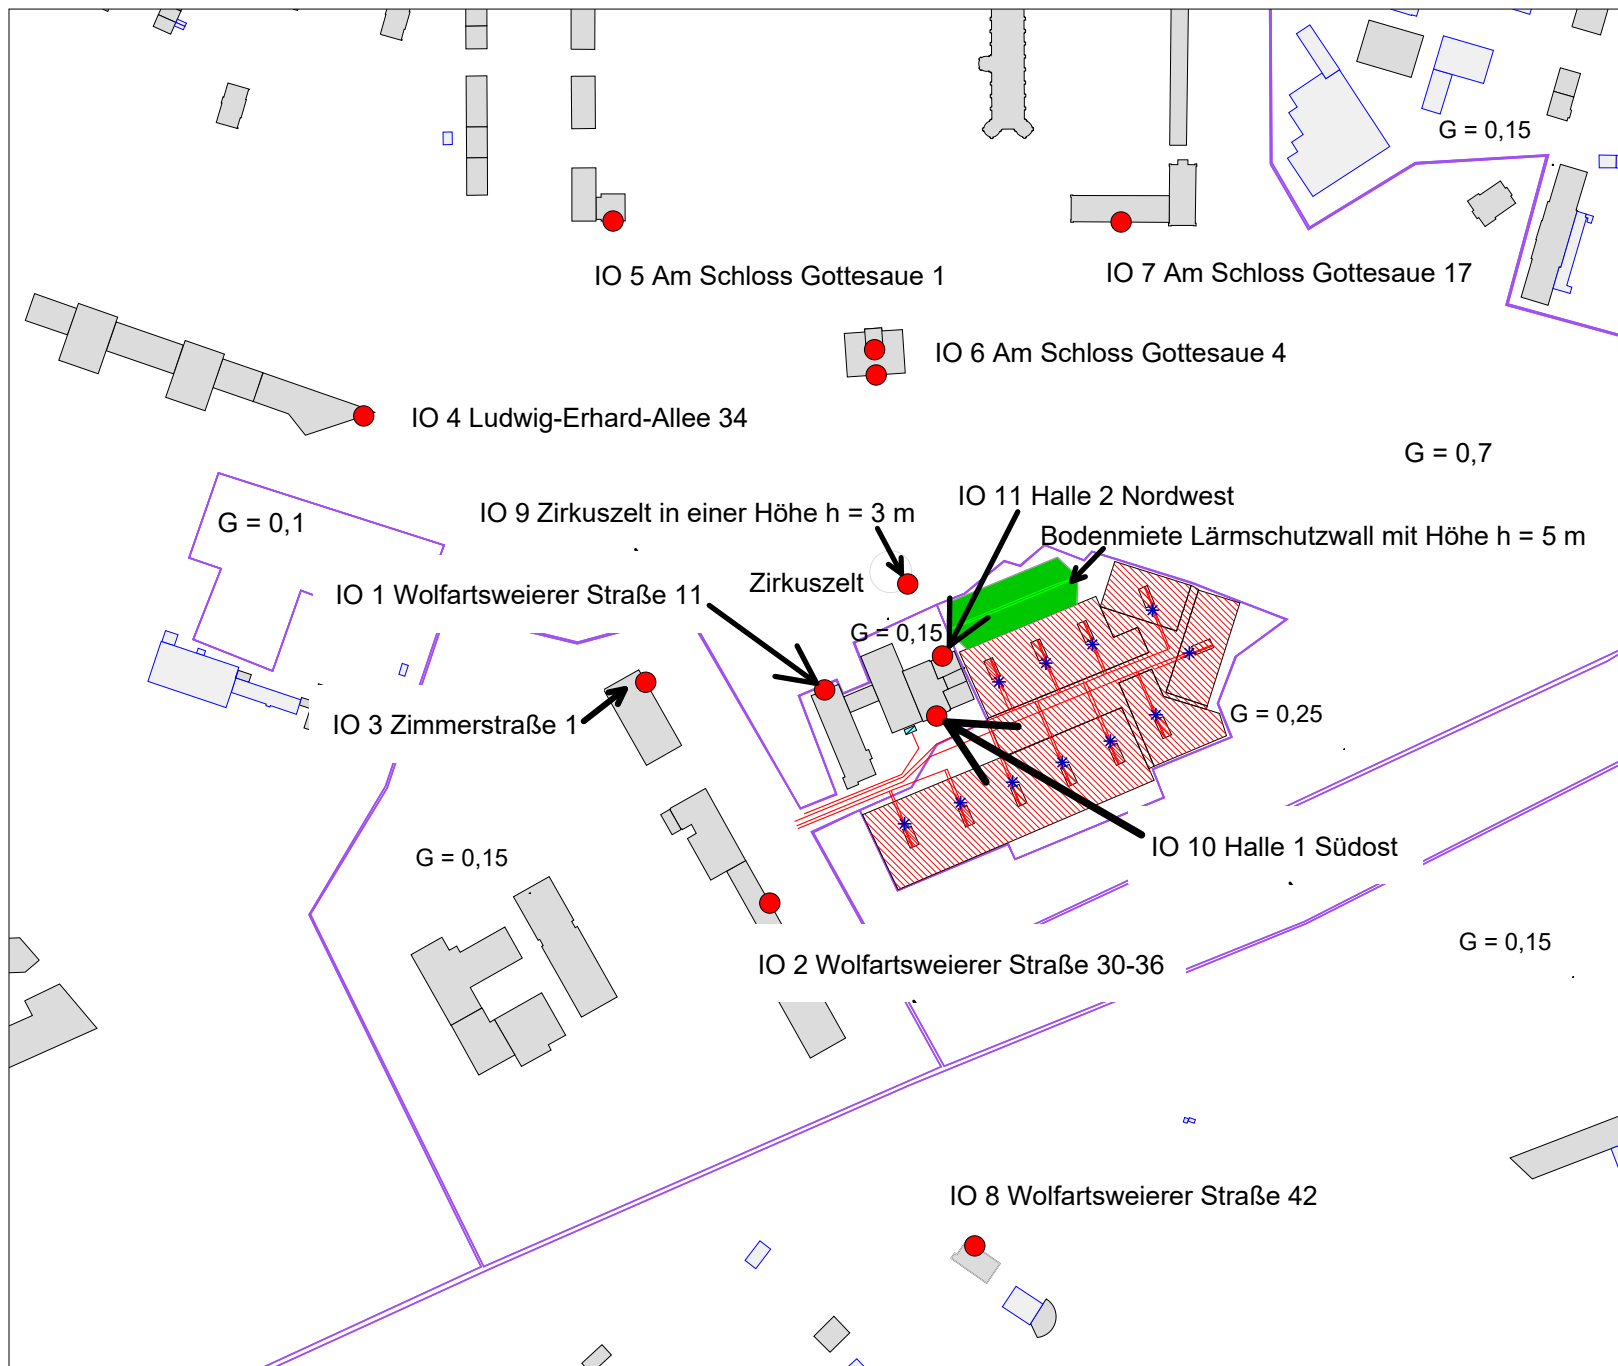 G = 0,15
IO 5 Am Schloss Gottesaue 1
IO 7 Am Schloss Gottesaue 17
IO 6 Am Schloss Gottesaue 4
IO 4 Ludwig-Erhard-Allee 34
G = 0,7
IO 11 Halle 2 Nordwest
IO 9 Zirkuszelt in einer Höhe h = 3 m
G = 0,1
Bodenmiete Lärmschutzwall mit Höhe h = 5 m
Zirkuszelt
IO 1 Wolfartsweierer Straße 11
G = 0,15
G = 0,25
IO 3 Zimmerstraße 1
IO 10 Halle 1 Südost
G = 0,15
G = 0,15
IO 2 Wolfartsweierer Straße 30-36
IO 8 Wolfartsweierer Straße 42